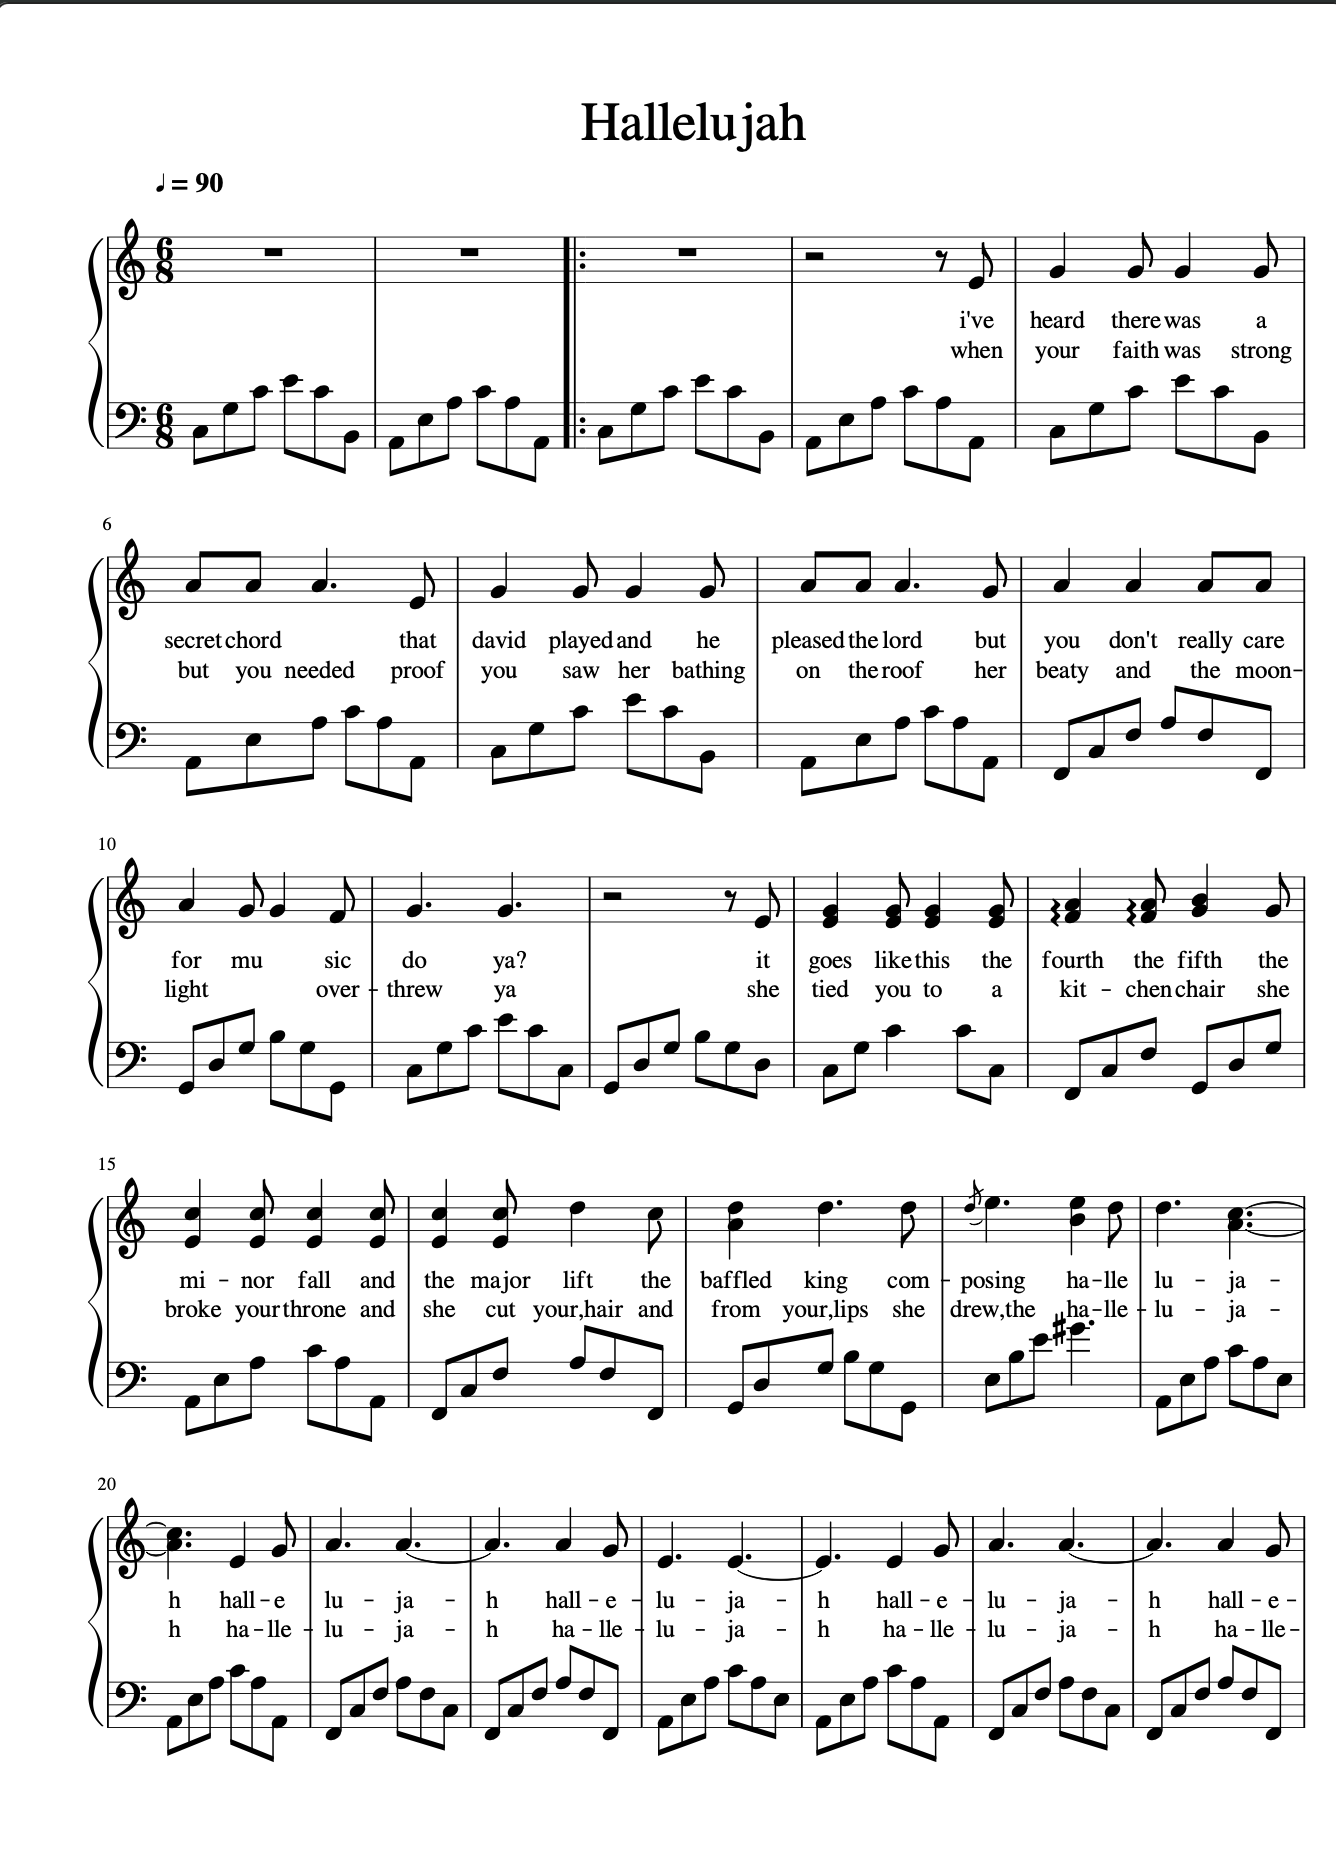 Hallelujah
♩ = 90
6 8
i've heard there was a
when your faith was strong
6 8
6
secret chord that david played and he pleased the lord but you don't really care
but you needed proof you saw her bathing on the roof her beaty and the moon-
10
for mu sic do ya? it goes like this the fourth the fifth the
light over - threw ya she tied you to a kit - chen chair she
15
mi - nor fall and the major lift the baffled king com - posing ha - lle lu - ja -
broke your throne and she cut your,hair and from your,lips she drew,the ha - lle - lu - ja -
20
h hall - e lu - ja - h hall - e - lu - ja - h hall - e - lu - ja - h hall - e -
h ha - lle - lu - ja - h ha - lle - lu - ja - h ha - lle - lu - ja - h ha - lle -